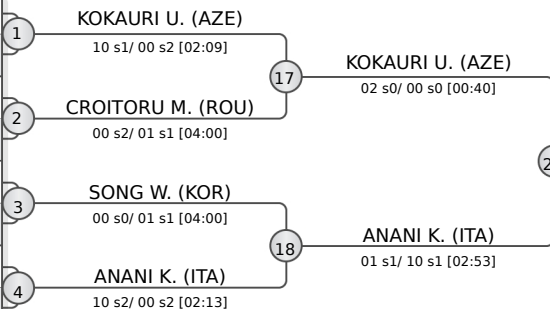 1
KOKAURI U. (AZE)
10 s1/ 00 s2 [02:09]
17
KOKAURI U. (AZE)
02 s0/ 00 s0 [00:40]
2
CROITORU M. (ROU)
00 s2/ 01 s1 [04:00]
2
3
SONG W. (KOR)
00 s0/ 01 s1 [04:00]
18
ANANI K. (ITA)
01 s1/ 10 s1 [02:53]
4
ANANI K. (ITA)
10 s2/ 00 s2 [02:13]